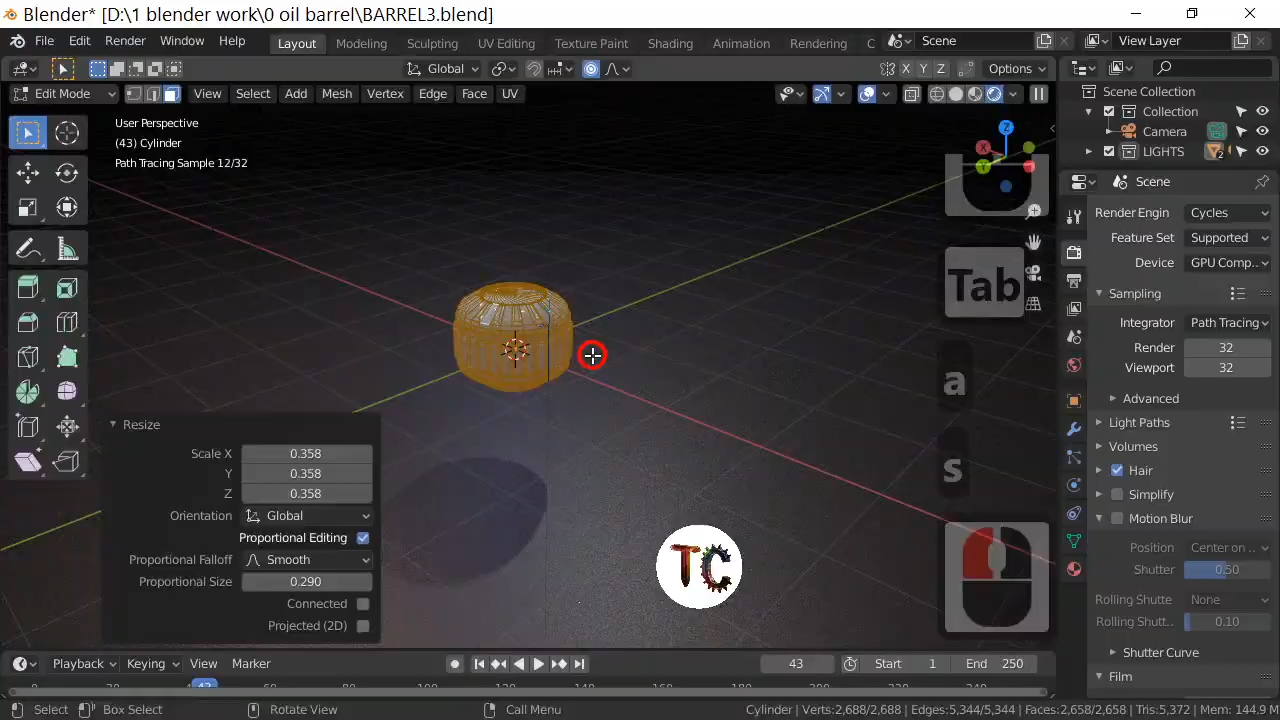 Blender* [D:\1 blender work\0 oil barrel\BARREL3.blend]
File Edit Render Window Help Layout Modeling Sculpting UV Editing Texture Paint Shading Animation Rendering C Scene View Layer
Global X Y Z Options
Edit Mode View Select Add Mesh Vertex Edge Face UV
User Perspective
(43) Cylinder
Path Tracing Sample 12/32
Z
X
Y
Tab
a
s
Resize
Scale X 0.358
Y 0.358
Z 0.358
Orientation Global
Proportional Editing
Proportional Falloff Smooth
Proportional Size 0.290
Connected
Projected (2D)
TC
Scene Collection
Collection
Camera
LIGHTS 2
Scene
Render Engin Cycles
Feature Set Supported
Device GPU Comp..
Sampling
Integrator Path Tracing
Render 32
Viewport 32
Advanced
Light Paths
Volumes
Hair
Simplify
Motion Blur
Position Center on ..
Shutter 0.50
Rolling Shutte None
Rolling Shutt.. 0.10
Shutter Curve
Film
Playback Keying View Marker 43 Start 1 End 250
43
Select Box Select Rotate View Call Menu Cylinder | Verts:2,688/2,688 | Edges:5,344/5,344 | Faces:2,658/2,658 | Tris:5,372 | Mem: 144.9 M